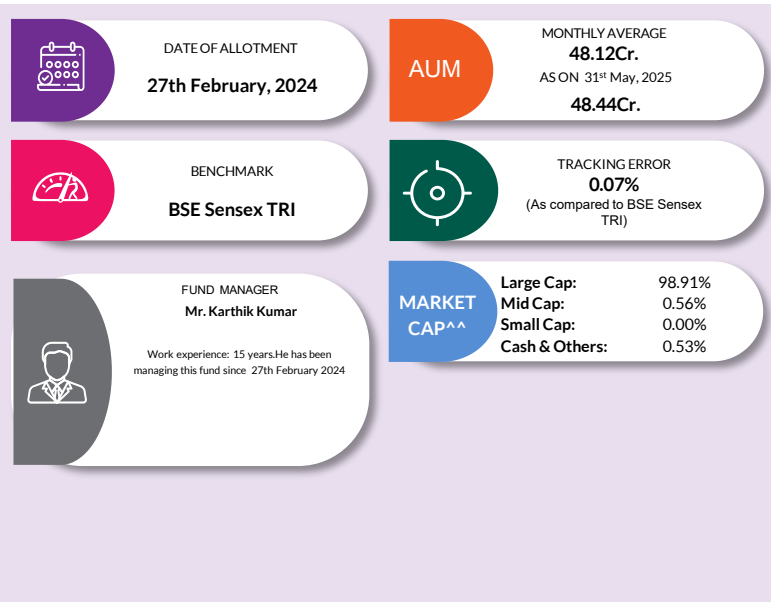 DATE OF ALLOTMENT
27th February, 2024
AUM
MONTHLY AVERAGE
48.12Cr.
AS ON 31st May, 2025
48.44Cr.
BENCHMARK
BSE Sensex TRI
TRACKING ERROR
0.07%
(As compared to BSE Sensex
TRI)
FUND MANAGER
Mr. Karthik Kumar
Work experience: 15 years.He has been
managing this fund since 27th February 2024
MARKET
CAP^^
Large Cap: 98.91%
Mid Cap: 0.56%
Small Cap: 0.00%
Cash & Others: 0.53%